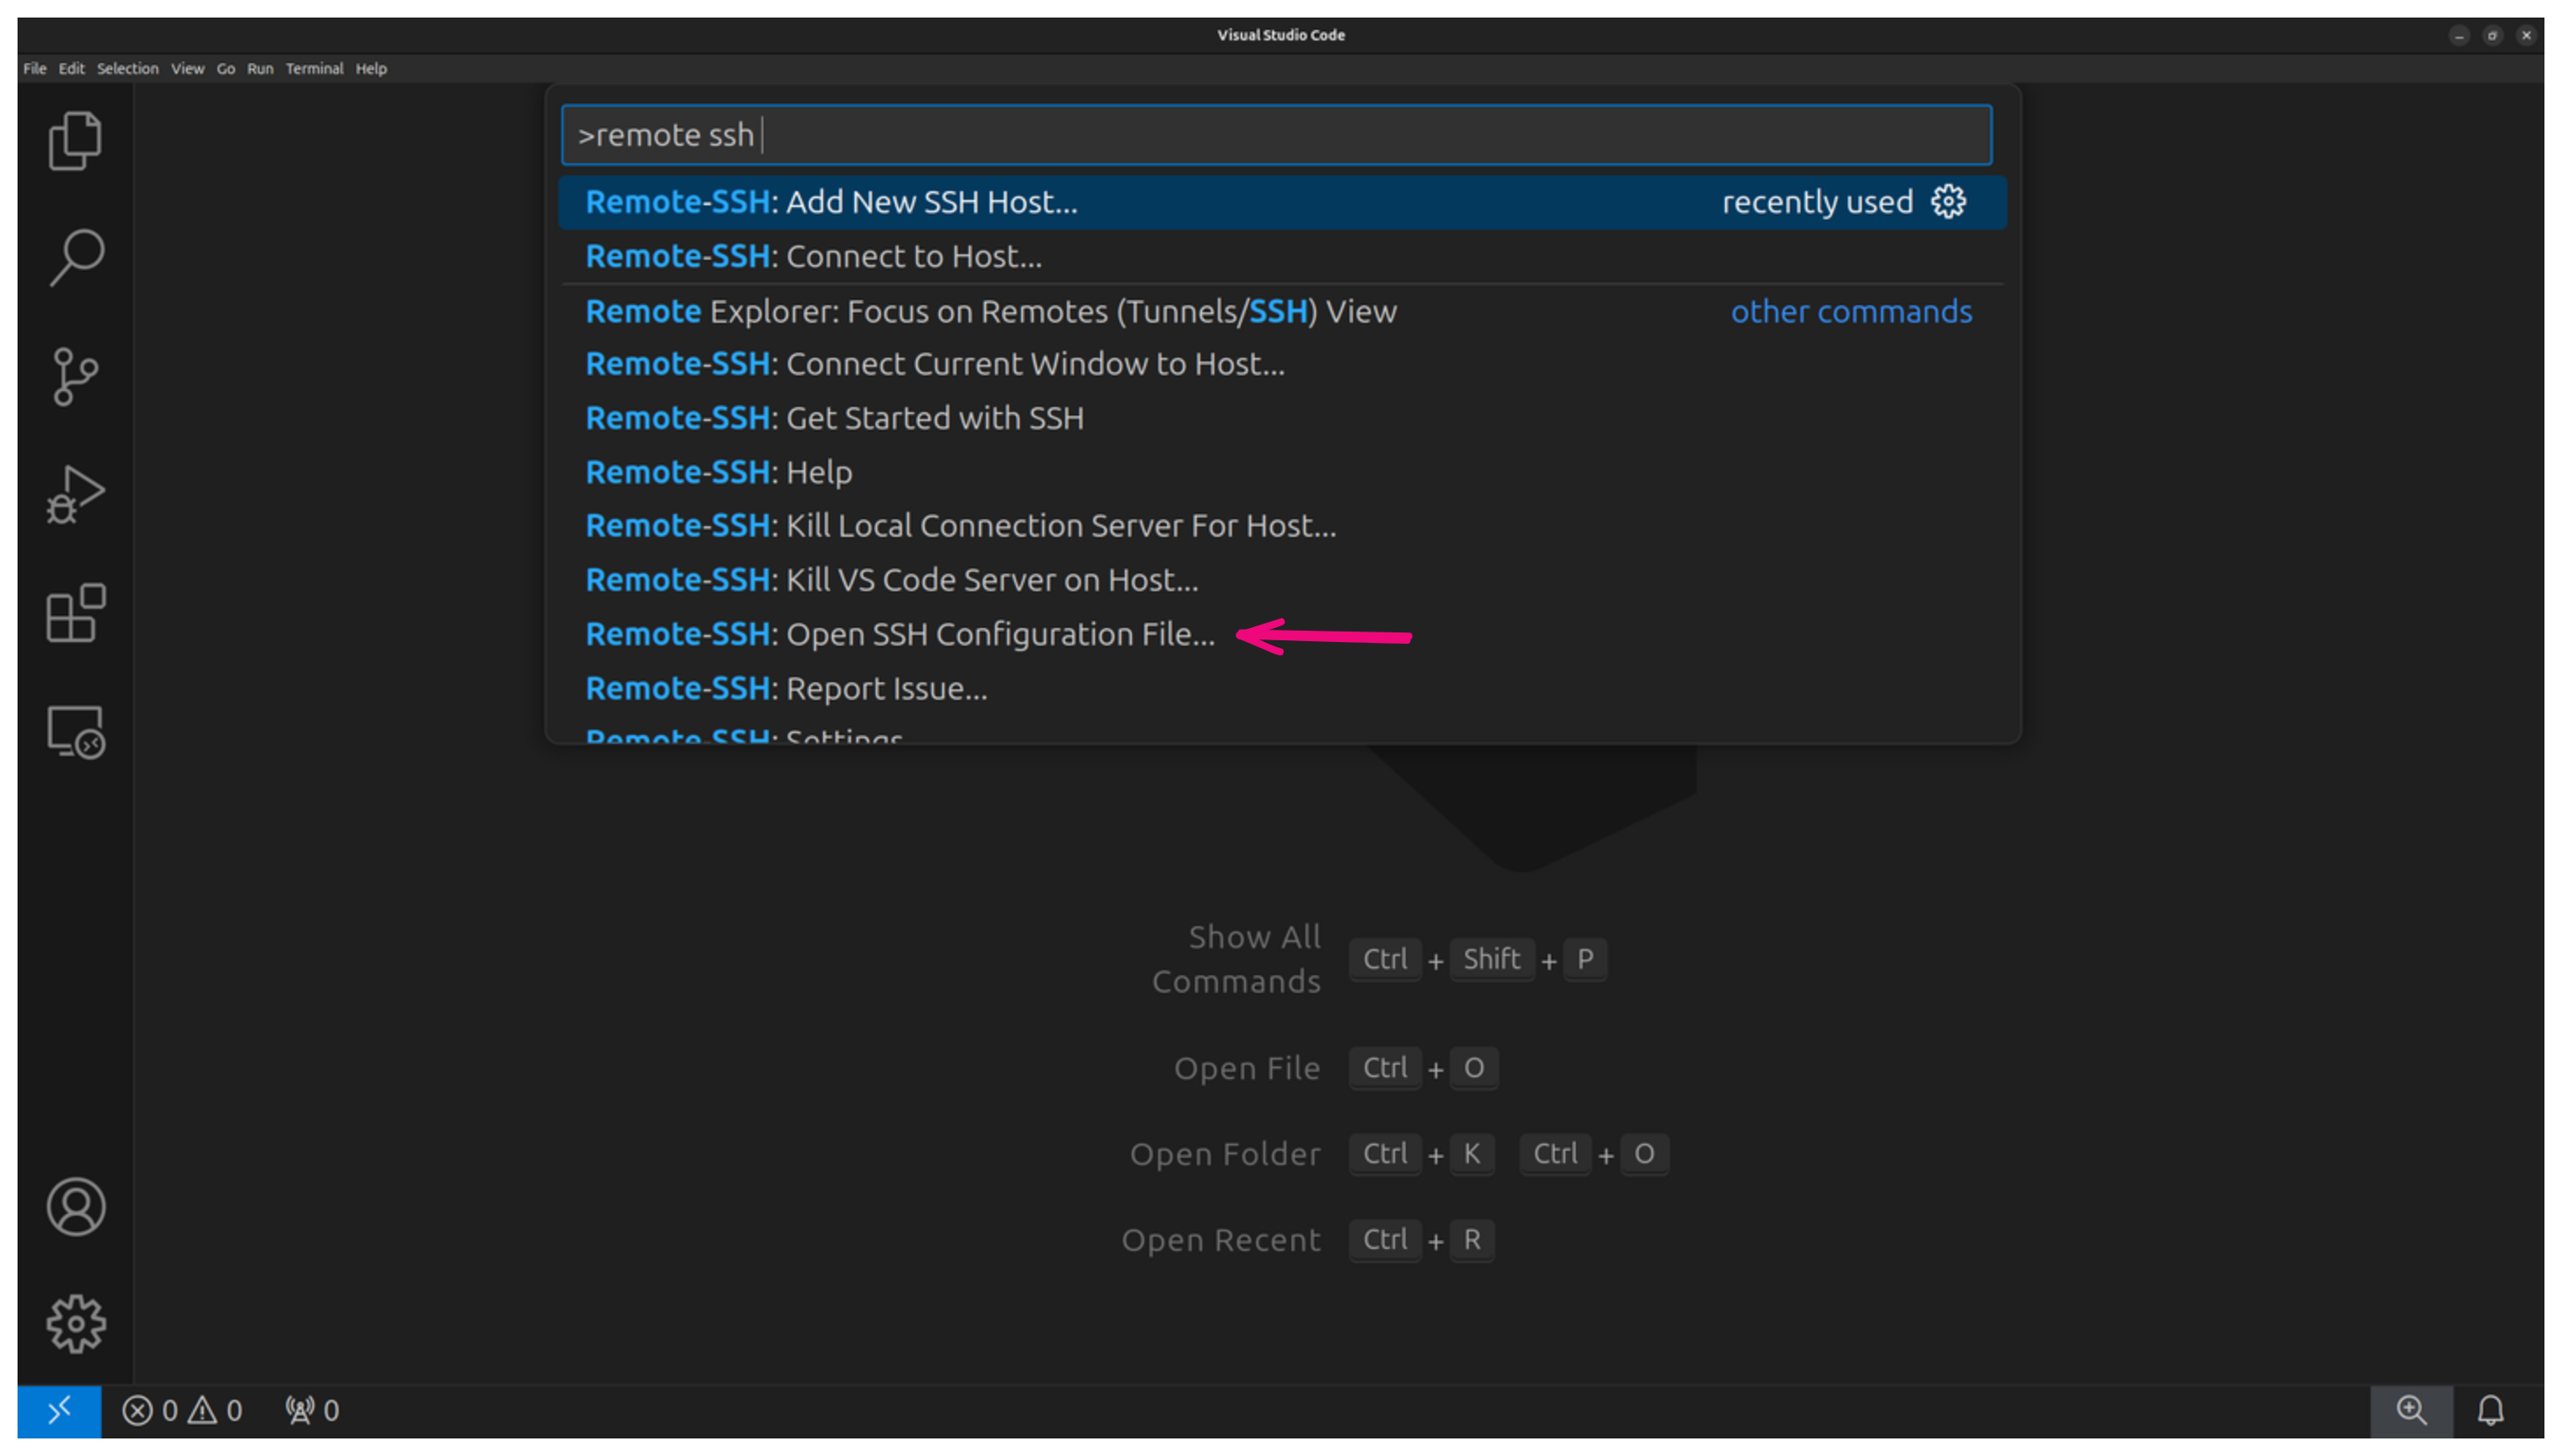 Visual Studio Code
File Edit Selection View Go Run Terminal Help
>remote ssh
Remote-SSH: Add New SSH Host... recently used
Remote-SSH: Connect to Host...
Remote Explorer: Focus on Remotes (Tunnels/SSH) View other commands
Remote-SSH: Connect Current Window to Host...
Remote-SSH: Get Started with SSH
Remote-SSH: Help
Remote-SSH: Kill Local Connection Server For Host...
Remote-SSH: Kill VS Code Server on Host...
Remote-SSH: Open SSH Configuration File...
Remote-SSH: Report Issue...
Remote-SSH: Settings
Show All
Commands Ctrl + Shift + P
Open File Ctrl + O
Open Folder Ctrl + K Ctrl + O
Open Recent Ctrl + R
0 0 0